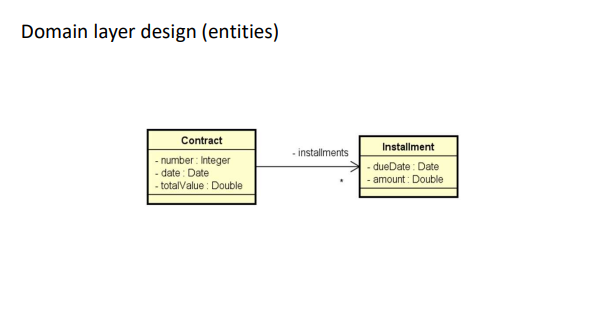 Domain layer design (entities)
Contract
- number : Integer
- date : Date
- totalValue : Double
- installments
*
Installment
- dueDate : Date
- amount : Double